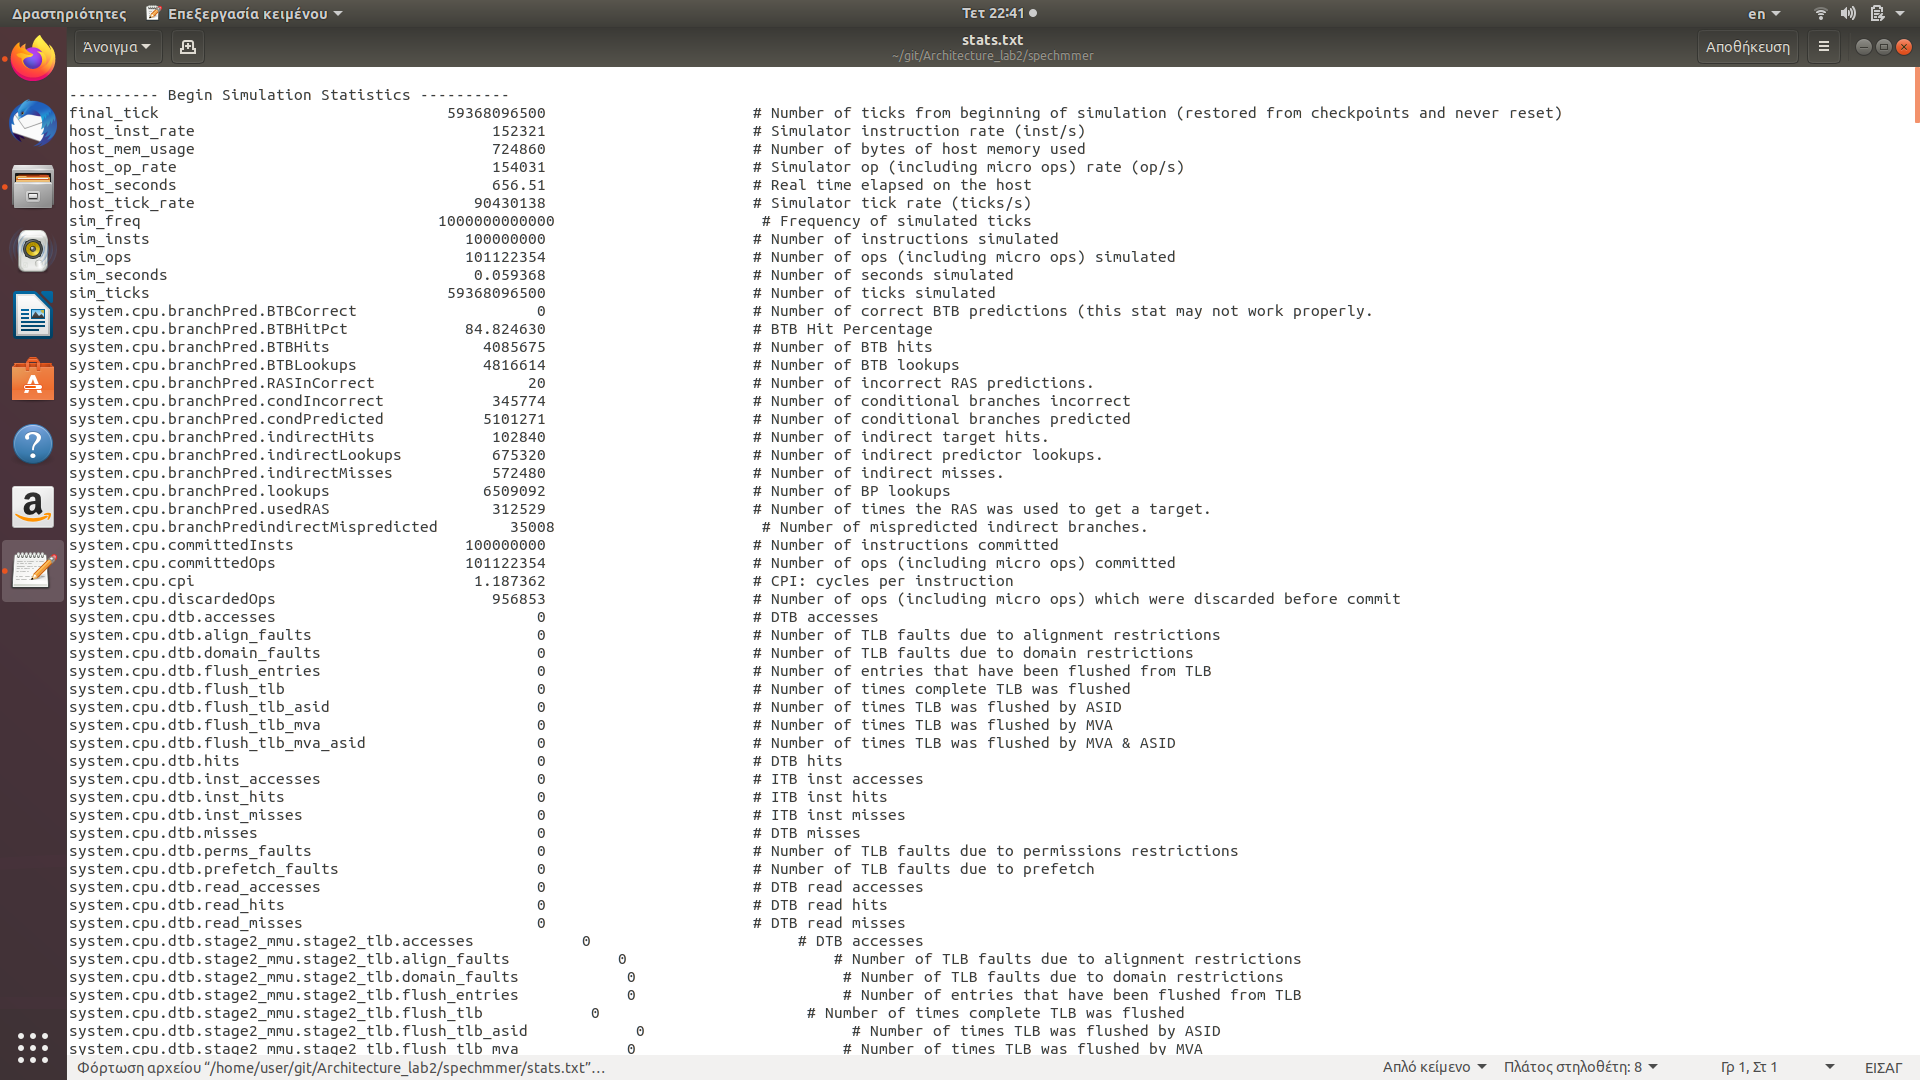 Δραστηριότητες Επεξεργασία κειμένου Τετ 22:41 en
Άνοιγμα stats.txt Αποθήκευση
~/git/Architecture_lab2/spechmmer
---------- Begin Simulation Statistics ----------
final_tick 59368096500 # Number of ticks from beginning of simulation (restored from checkpoints and never reset)
host_inst_rate 152321 # Simulator instruction rate (inst/s)
host_mem_usage 724860 # Number of bytes of host memory used
host_op_rate 154031 # Simulator op (including micro ops) rate (op/s)
host_seconds 656.51 # Real time elapsed on the host
host_tick_rate 90430138 # Simulator tick rate (ticks/s)
sim_freq 1000000000000 # Frequency of simulated ticks
sim_insts 100000000 # Number of instructions simulated
sim_ops 101122354 # Number of ops (including micro ops) simulated
sim_seconds 0.059368 # Number of seconds simulated
sim_ticks 59368096500 # Number of ticks simulated
system.cpu.branchPred.BTBCorrect 0 # Number of correct BTB predictions (this stat may not work properly.
system.cpu.branchPred.BTBHitPct 84.824630 # BTB Hit Percentage
system.cpu.branchPred.BTBHits 4085675 # Number of BTB hits
system.cpu.branchPred.BTBLookups 4816614 # Number of BTB lookups
system.cpu.branchPred.RASInCorrect 20 # Number of incorrect RAS predictions.
system.cpu.branchPred.condIncorrect 345774 # Number of conditional branches incorrect
system.cpu.branchPred.condPredicted 5101271 # Number of conditional branches predicted
system.cpu.branchPred.indirectHits 102840 # Number of indirect target hits.
system.cpu.branchPred.indirectLookups 675320 # Number of indirect predictor lookups.
system.cpu.branchPred.indirectMisses 572480 # Number of indirect misses.
system.cpu.branchPred.lookups 6509092 # Number of BP lookups
system.cpu.branchPred.usedRAS 312529 # Number of times the RAS was used to get a target.
system.cpu.branchPredindirectMispredicted 35008 # Number of mispredicted indirect branches.
system.cpu.committedInsts 100000000 # Number of instructions committed
system.cpu.committedOps 101122354 # Number of ops (including micro ops) committed
system.cpu.cpi 1.187362 # CPI: cycles per instruction
system.cpu.discardedOps 956853 # Number of ops (including micro ops) which were discarded before commit
system.cpu.dtb.accesses 0 # DTB accesses
system.cpu.dtb.align_faults 0 # Number of TLB faults due to alignment restrictions
system.cpu.dtb.domain_faults 0 # Number of TLB faults due to domain restrictions
system.cpu.dtb.flush_entries 0 # Number of entries that have been flushed from TLB
system.cpu.dtb.flush_tlb 0 # Number of times complete TLB was flushed
system.cpu.dtb.flush_tlb_asid 0 # Number of times TLB was flushed by ASID
system.cpu.dtb.flush_tlb_mva 0 # Number of times TLB was flushed by MVA
system.cpu.dtb.flush_tlb_mva_asid 0 # Number of times TLB was flushed by MVA & ASID
system.cpu.dtb.hits 0 # DTB hits
system.cpu.dtb.inst_accesses 0 # ITB inst accesses
system.cpu.dtb.inst_hits 0 # ITB inst hits
system.cpu.dtb.inst_misses 0 # ITB inst misses
system.cpu.dtb.misses 0 # DTB misses
system.cpu.dtb.perms_faults 0 # Number of TLB faults due to permissions restrictions
system.cpu.dtb.prefetch_faults 0 # Number of TLB faults due to prefetch
system.cpu.dtb.read_accesses 0 # DTB read accesses
system.cpu.dtb.read_hits 0 # DTB read hits
system.cpu.dtb.read_misses 0 # DTB read misses
system.cpu.dtb.stage2_mmu.stage2_tlb.accesses 0 # DTB accesses
system.cpu.dtb.stage2_mmu.stage2_tlb.align_faults 0 # Number of TLB faults due to alignment restrictions
system.cpu.dtb.stage2_mmu.stage2_tlb.domain_faults 0 # Number of TLB faults due to domain restrictions
system.cpu.dtb.stage2_mmu.stage2_tlb.flush_entries 0 # Number of entries that have been flushed from TLB
system.cpu.dtb.stage2_mmu.stage2_tlb.flush_tlb 0 # Number of times complete TLB was flushed
system.cpu.dtb.stage2_mmu.stage2_tlb.flush_tlb_asid 0 # Number of times TLB was flushed by ASID
system.cpu.dtb.stage2_mmu.stage2_tlb.flush_tlb_mva 0 # Number of times TLB was flushed by MVA
Φόρτωση αρχείου “/home/user/git/Architecture_lab2/spechmmer/stats.txt”… Απλό κείμενο Πλάτος στηλοθέτη: 8 Γρ 1, Στ 1 ΕΙΣΑΓ